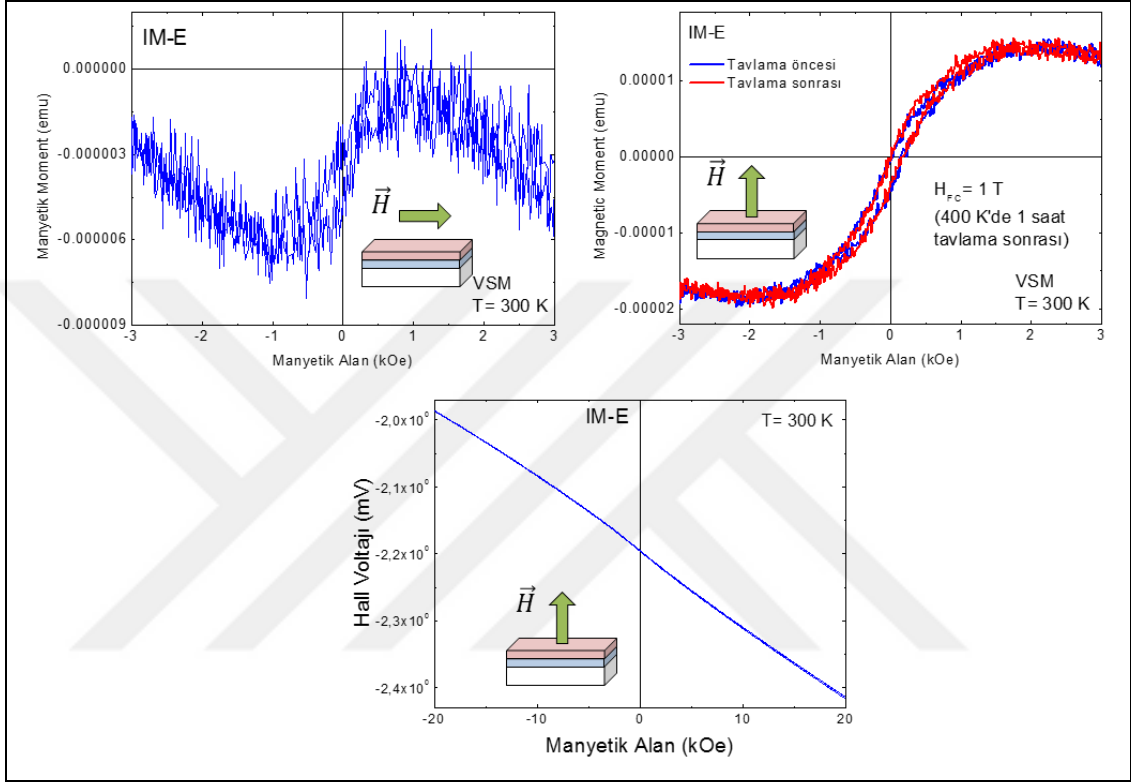 IM-E
0.000000
-0.000003
-0.000006
-0.000009
Manyetik Moment (emu)
H
VSM
T= 300 K
-3 -2 -1 0 1 2 3
Manyetik Alan (kOe)
IM-E
Tavlama öncesi
Tavlama sonrası
0.00001
0.00000
-0.00001
-0.00002
Magnetic Moment (emu)
H
H_FC= 1 T
(400 K'de 1 saat
tavlama sonrası)
VSM
T= 300 K
-3 -2 -1 0 1 2 3
Manyetik Alan (kOe)
IM-E
T= 300 K
-2,0x10⁰
-2,1x10⁰
-2,2x10⁰
-2,3x10⁰
-2,4x10⁰
Hall Voltajı (mV)
H
-20 -10 0 10 20
Manyetik Alan (kOe)